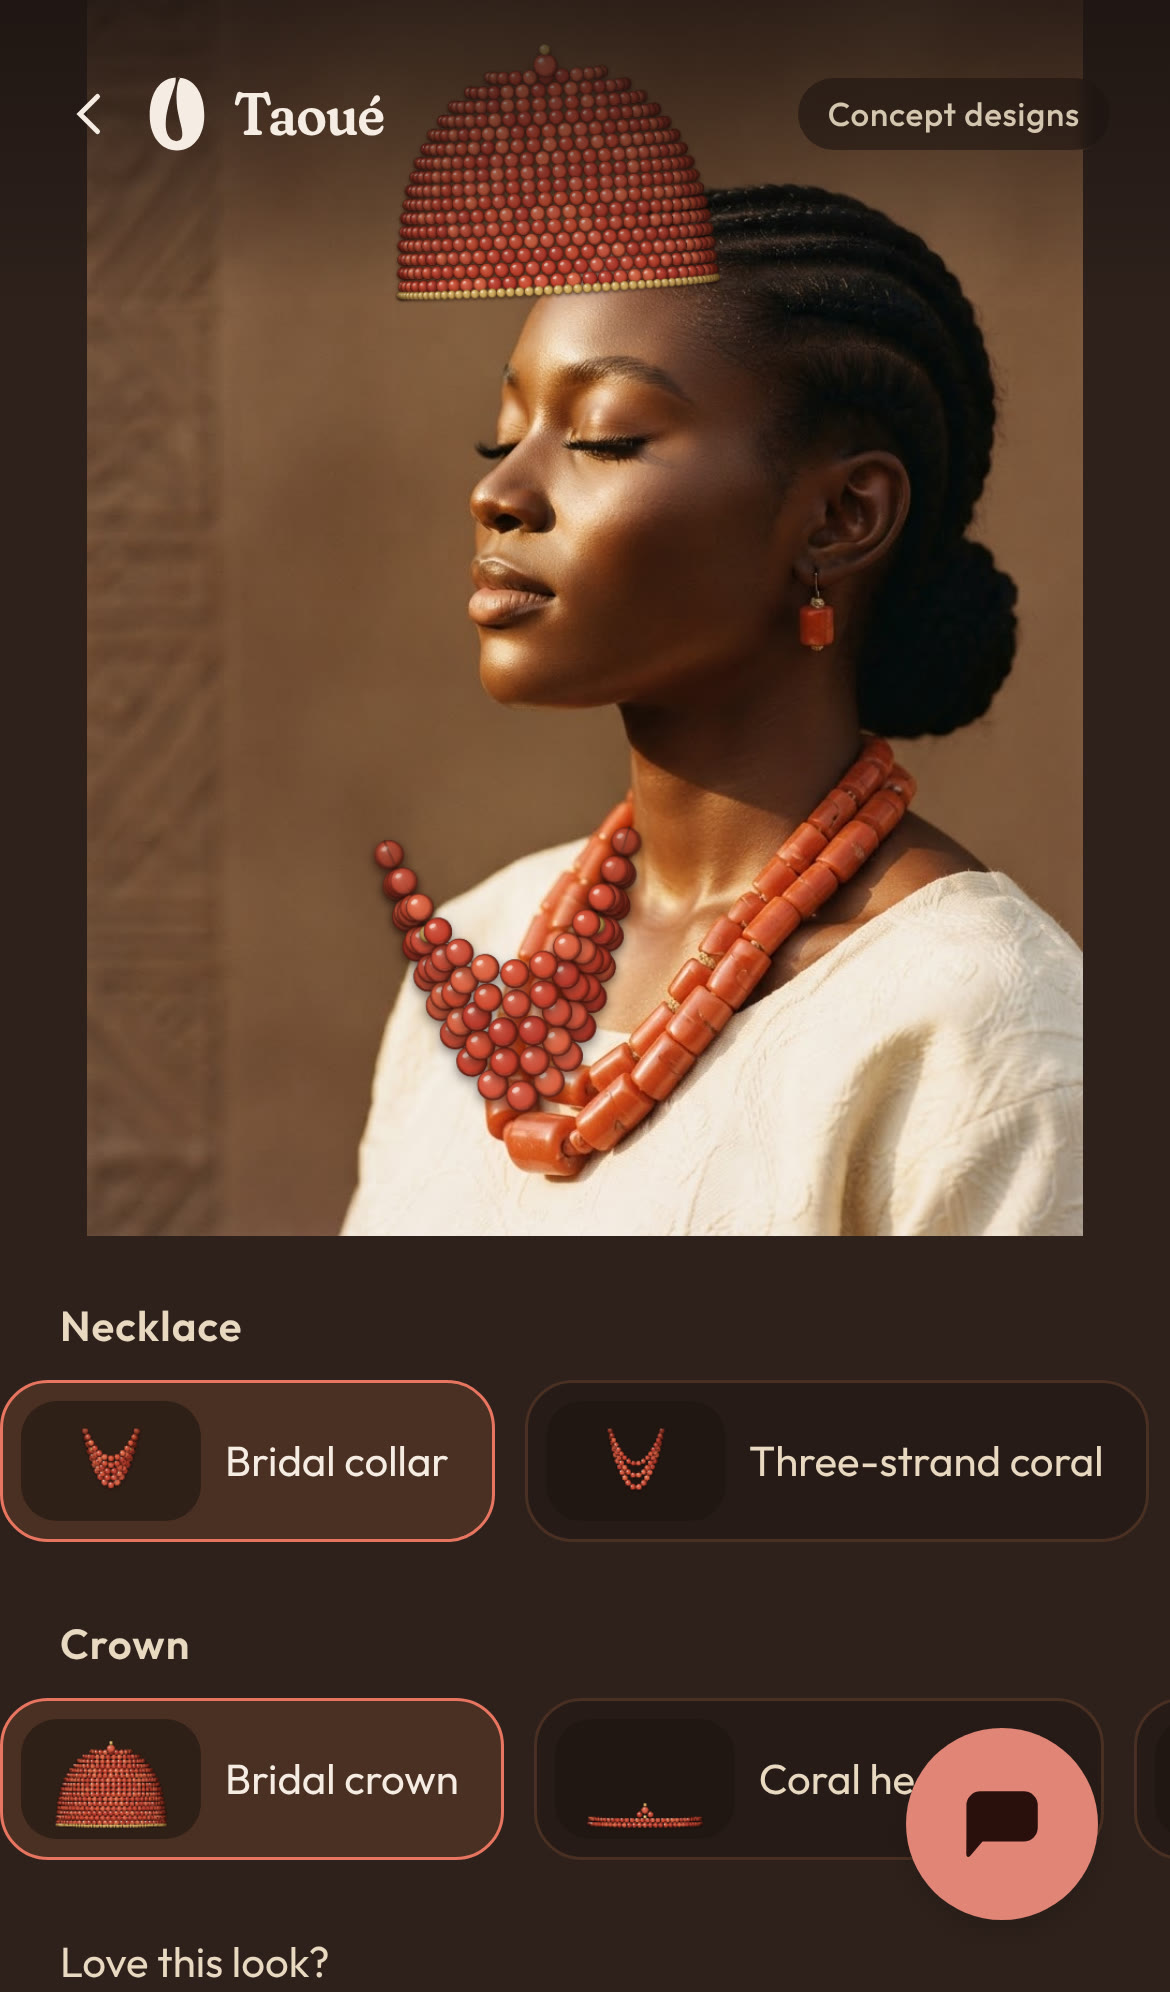 Taoué
Concept designs
Necklace
Bridal collar
Three-strand coral
Crown
Bridal crown
Coral he
Love this look?